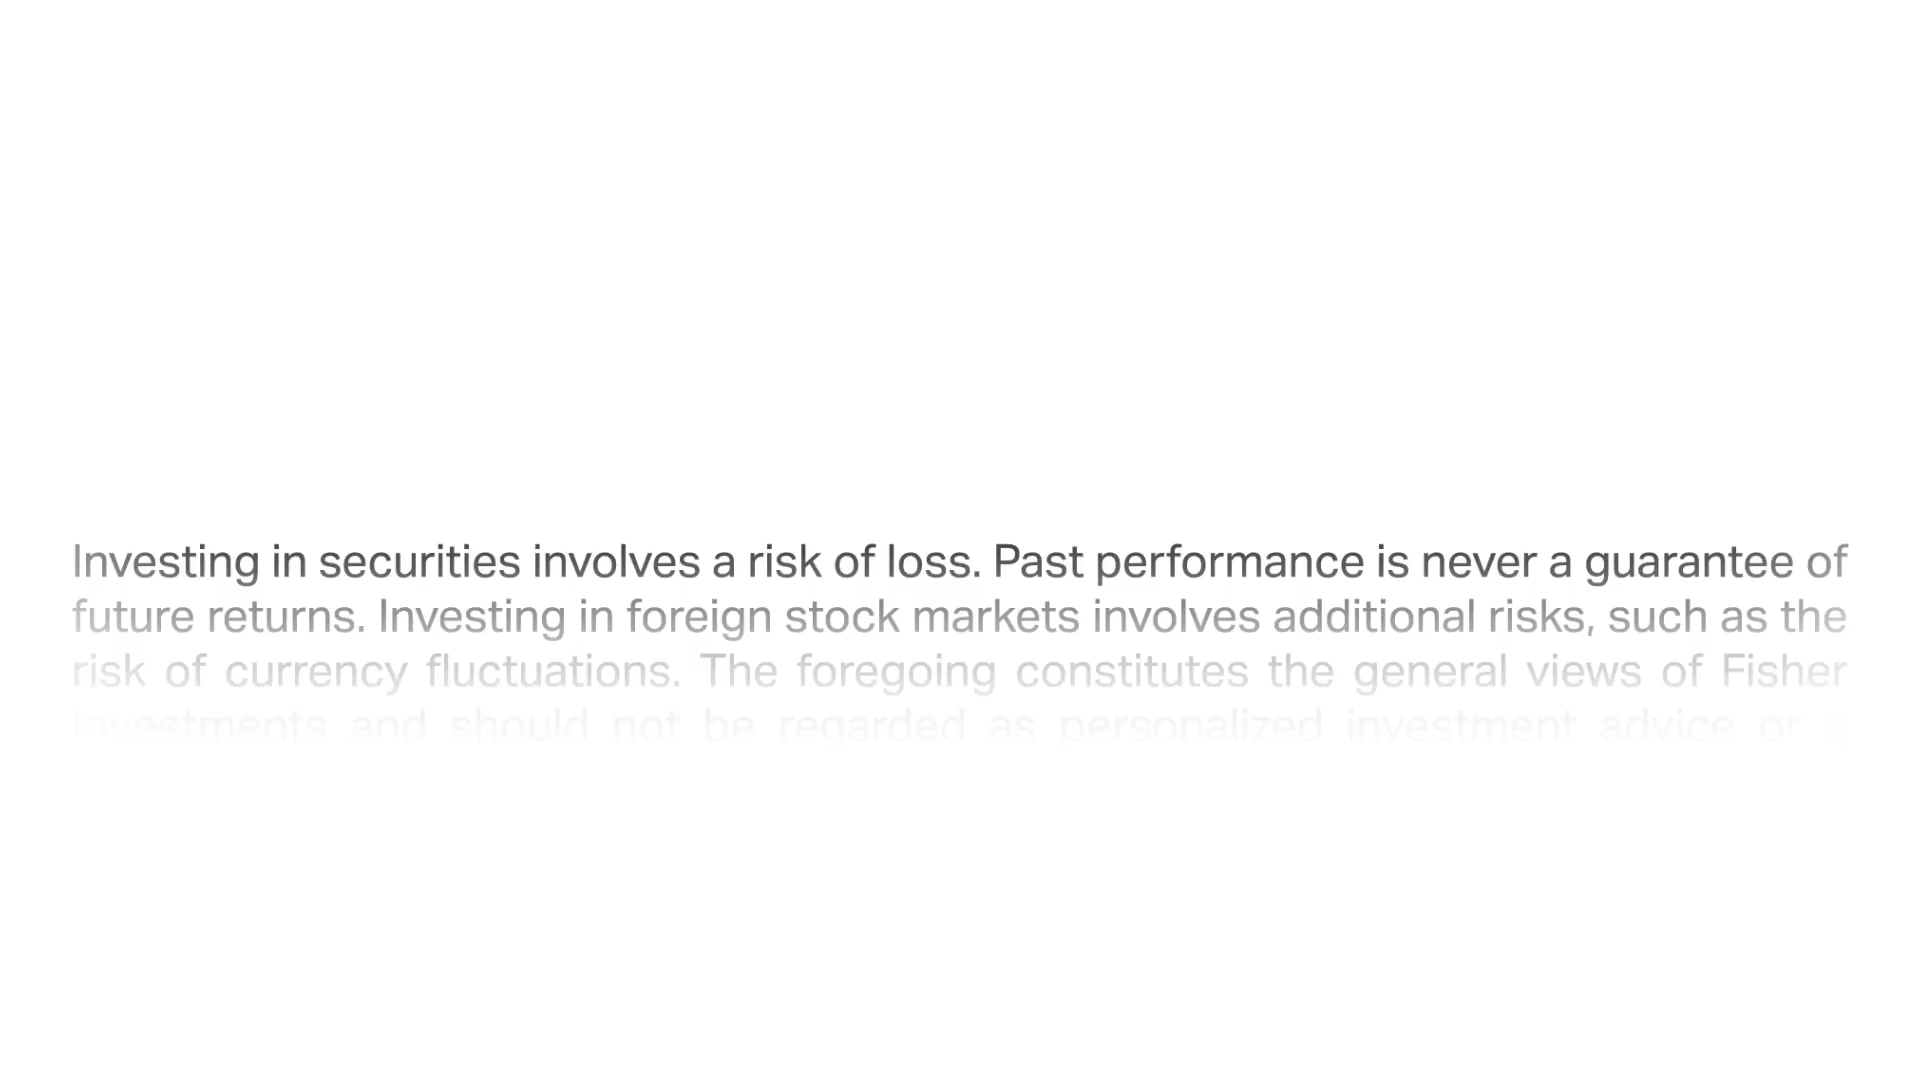 Investing in securities involves a risk of loss. Past performance is never a guarantee of
future returns. Investing in foreign stock markets involves additional risks, such as the
risk of currency fluctuations. The foregoing constitutes the general views of Fisher
Investments and should not be regarded as personalized investment advice or a